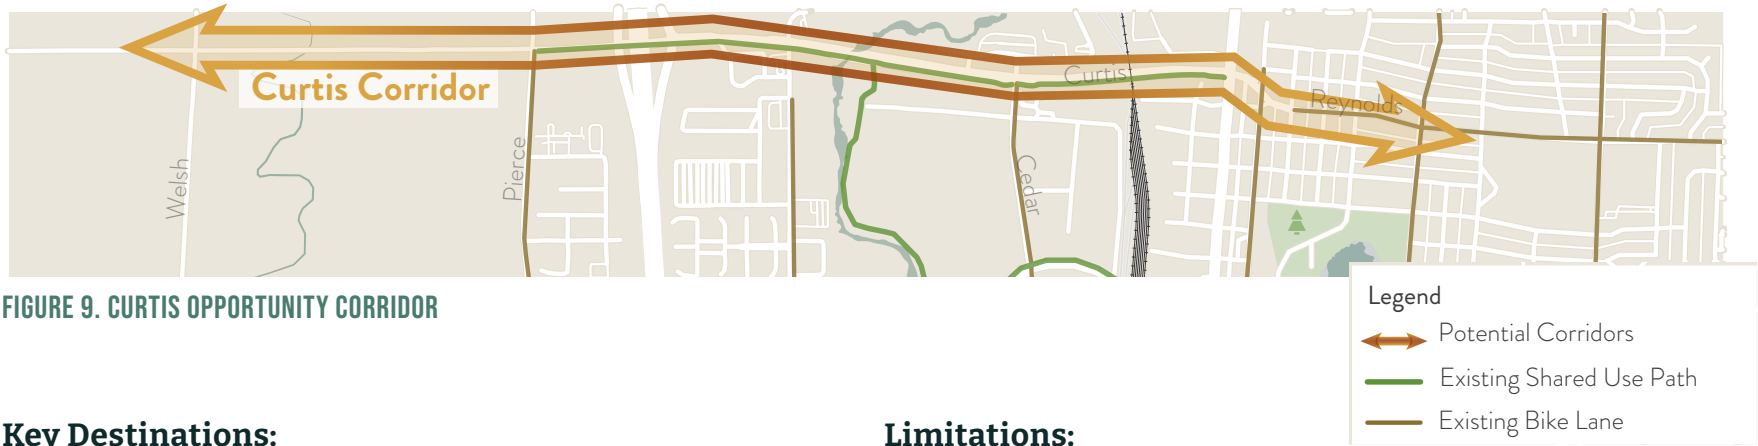 Curtis Corridor
Welsh
Pierce
Cedar
Curtis
Reynolds
FIGURE 9. CURTIS OPPORTUNITY CORRIDOR
Legend
Potential Corridors
Existing Shared Use Path
Existing Bike Lane
Key Destinations:
Limitations: